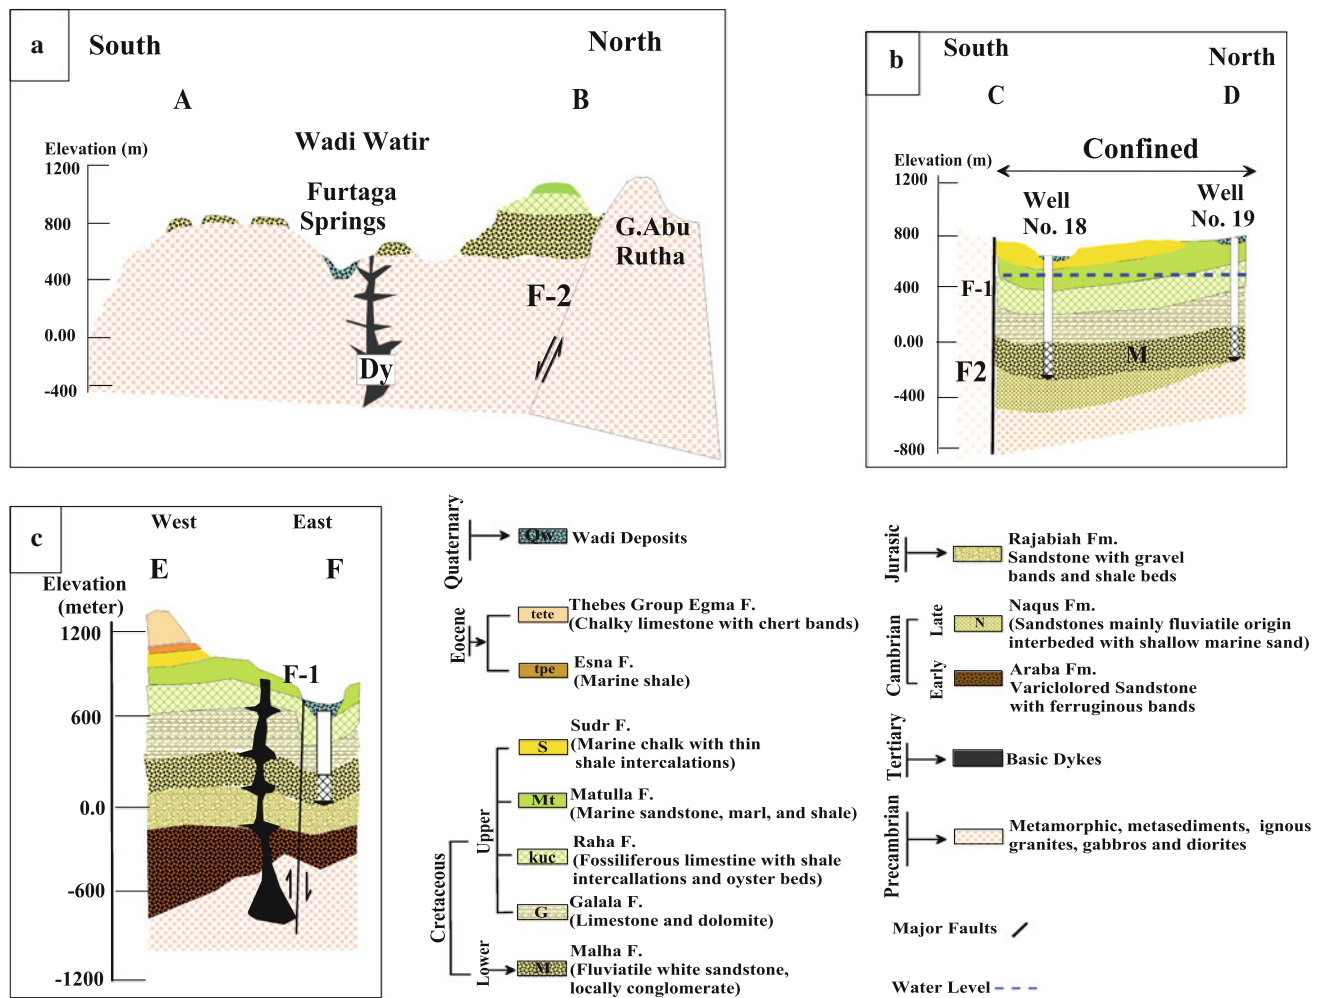 a
South
North
A
B
Wadi Watir
Elevation (m)
1200
800
400
0.00
-400
Furtaga
Springs
G.Abu
Rutha
F-2
Dy
b
South
North
C
D
Confined
Elevation (m)
1200
800
400
0.00
-400
-800
Well
No. 18
Well
No. 19
F-1
F2
M
c
West
East
E
F
Elevation
(meter)
1200
600
0.0
-600
-1200
F-1
Quaternary
Qw
Wadi Deposits
Eocene
tete
Thebes Group Egma F.
(Chalky limestone with chert bands)
tpe
Esna F.
(Marine shale)
Cretaceous
Upper
S
Sudr F.
(Marine chalk with thin
shale intercalations)
Mt
Matulla F.
(Marine sandstone, marl, and shale)
kuc
Raha F.
(Fossiliferous limestine with shale
intercallations and oyster beds)
G
Galala F.
(Limestone and dolomite)
Lower
M
Malha F.
(Fluviatile white sandstone,
locally conglomerate)
Jurasic
Rajabiah Fm.
Sandstone with gravel
bands and shale beds
Cambrian
Late
N
Naqus Fm.
(Sandstones mainly fluviatile origin
interbeded with shallow marine sand)
Early
Araba Fm.
Variclolored Sandstone
with ferruginous bands
Tertiary
Basic Dykes
Precambrian
Metamorphic, metasediments, ignous
granites, gabbros and diorites
Major Faults
Water Level